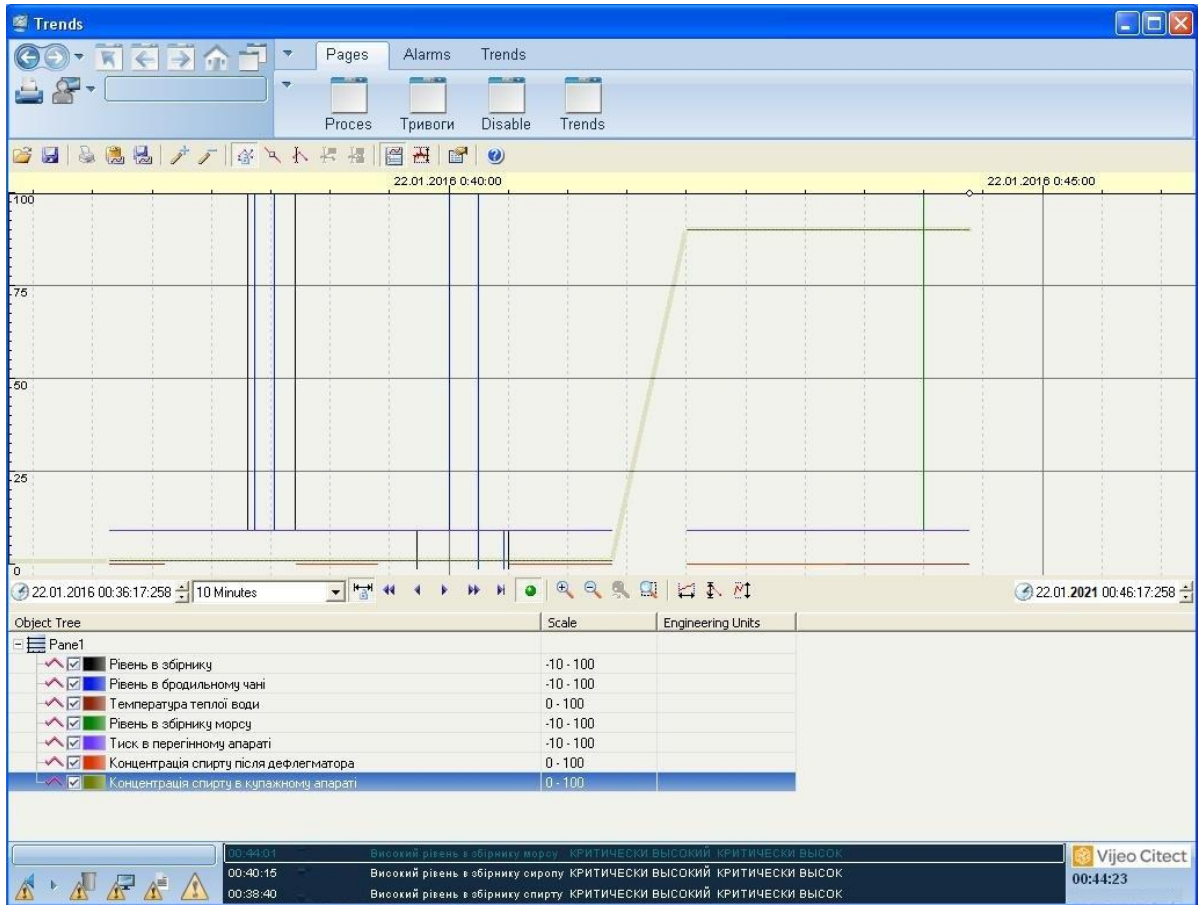 Trends
Pages Alarms Trends
Proces Тривоги Disable Trends
22.01.2016 0:40:00 22.01.2016 0:45:00
100
75
50
25
0
22.01.2016 00:36:17:258 10 Minutes 22.01.2021 00:46:17:258
Object Tree Scale Engineering Units
Pane1
Рівень в збірнику -10 - 100
Рівень в бродильному чані -10 - 100
Температура теплої води 0 - 100
Рівень в збірнику морсу -10 - 100
Тиск в перегінному апараті -10 - 100
Концентрація спирту після дефлегматора 0 - 100
Концентрація спирту в купажному апараті 0 - 100
00:44:01 Високий рівень в збірнику морсу КРИТИЧЕСКИ ВЫСОКИЙ КРИТИЧЕСКИ ВЫСОК
00:40:15 Високий рівень в збірнику сиропу КРИТИЧЕСКИ ВЫСОКИЙ КРИТИЧЕСКИ ВЫСОК
00:38:40 Високий рівень в збірнику спирту КРИТИЧЕСКИ ВЫСОКИЙ КРИТИЧЕСКИ ВЫСОК
Vijeo Citect
00:44:23